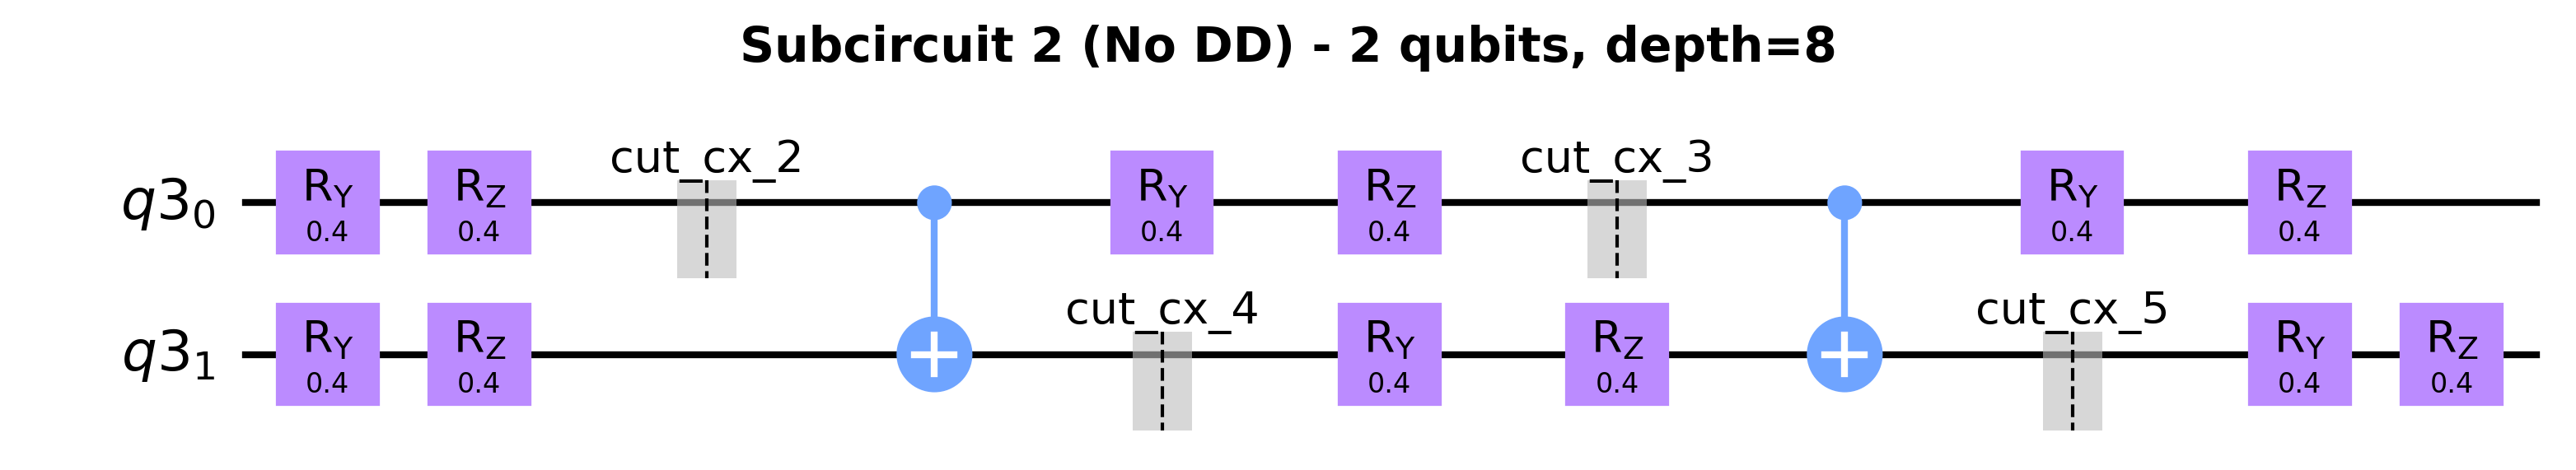 Subcircuit 2 (No DD) - 2 qubits, depth=8
cut_cx_2 cut_cx_3
q3₀ R_Y 0.4 R_Z 0.4 R_Y 0.4 R_Z 0.4 R_Y 0.4 R_Z 0.4
cut_cx_4 cut_cx_5
q3₁ R_Y 0.4 R_Z 0.4 R_Y 0.4 R_Z 0.4 R_Y 0.4 R_Z 0.4